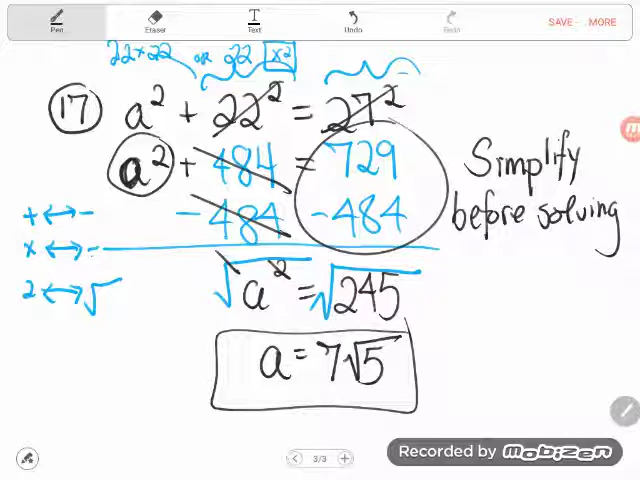 Pen
Eraser
Text
Undo
Redo
SAVE
MORE
22×22 or 22 x²
17 a² + 22² = 27²
a² + 484 = 729
- 484 - 484
Simplify
before solving
+ ↔ -
x ↔ -
2 ↔ √
√a² = √245
a = 7√5
3/3
Recorded by mobizen